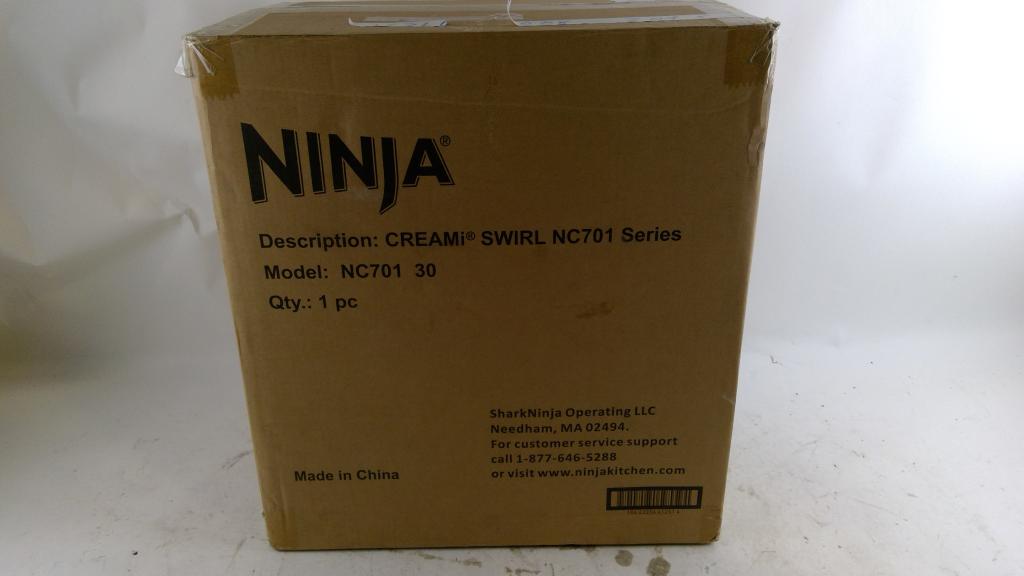 NINJA®
Description: CREAMi® SWIRL NC701 Series
Model: NC701 30
Qty.: 1 pc
SharkNinja Operating LLC
Needham, MA 02494.
For customer service support
call 1-877-646-5288
or visit www.ninjakitchen.com
Made in China